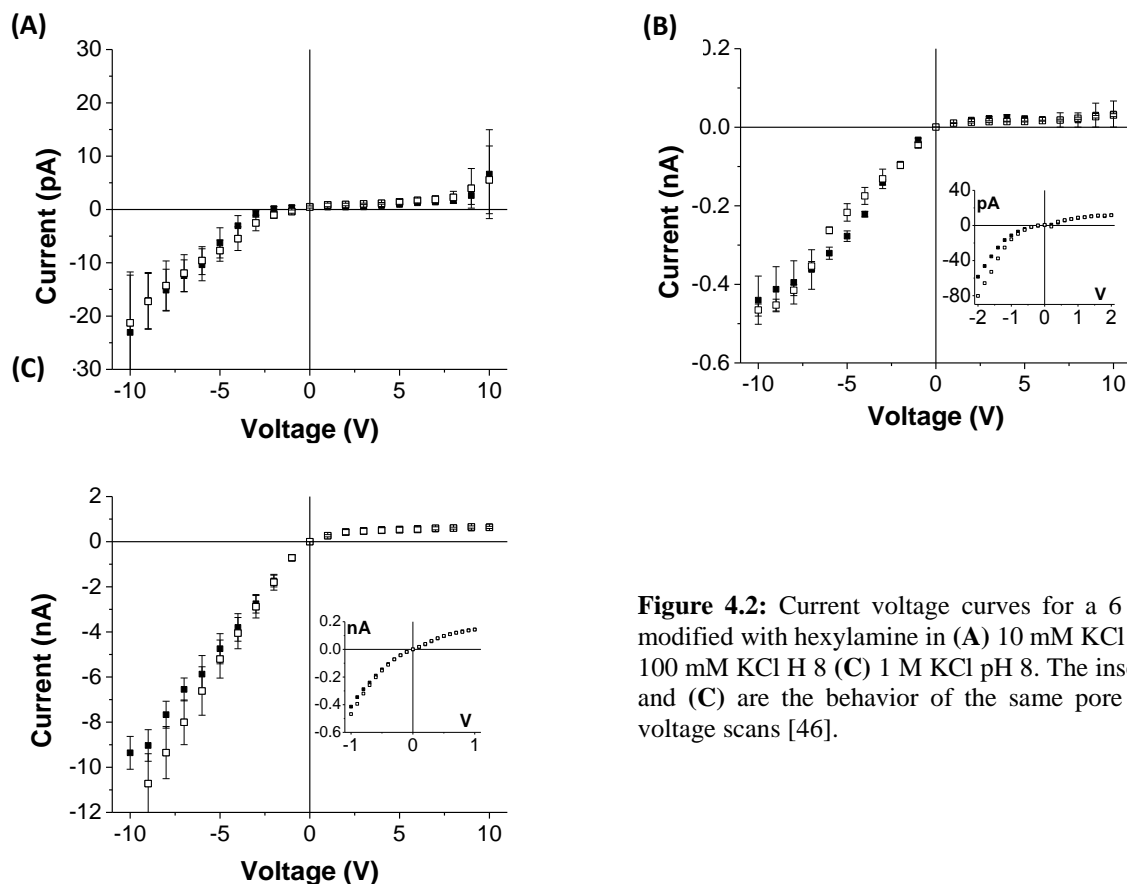 (A)
30
20
10
0
-10
-20
-30
Current (pA)
-10 -5 0 5 10
Voltage (V)
(B)
0.2
0.0
-0.2
-0.4
-0.6
Current (nA)
-10 -5 0 5 10
Voltage (V)
40
pA
0
-40
-80
V
-2 -1 0 1 2
(C)
2
0
-2
-4
-6
-8
-10
-12
Current (nA)
-10 -5 0 5 10
Voltage (V)
0.2
nA
0.0
-0.2
-0.4
-0.6
V
-1 0 1
Figure 4.2: Current voltage curves for a 6
modified with hexylamine in (A) 10 mM KCl
100 mM KCl H 8 (C) 1 M KCl pH 8. The
and (C) are the behavior of the same pore
voltage scans [46].